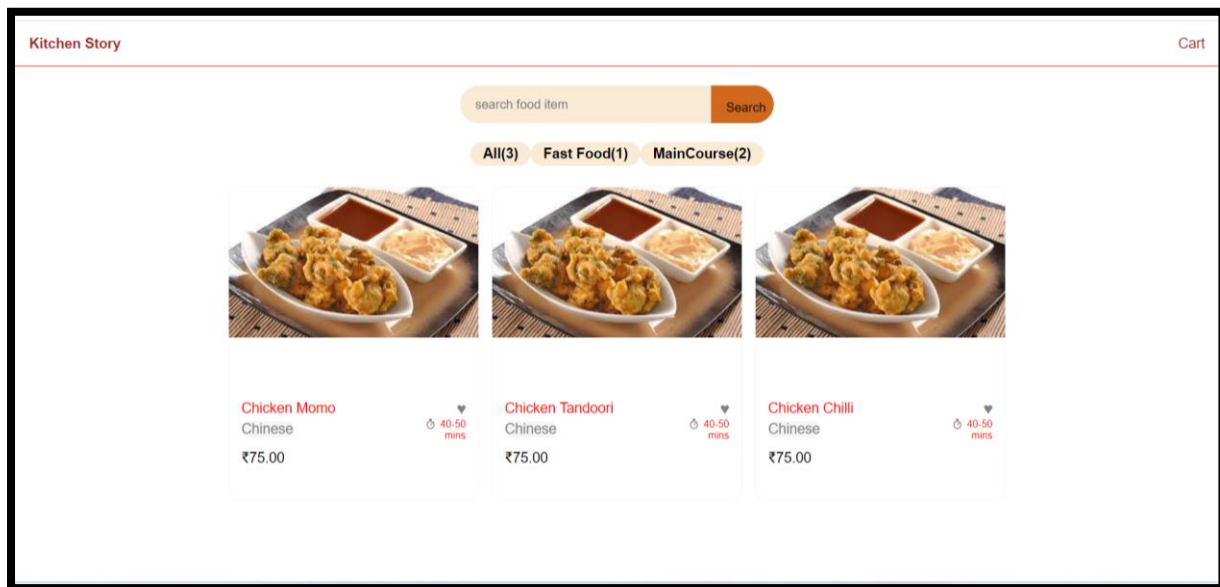 Kitchen Story
Cart
search food item
Search
All(3) Fast Food(1) MainCourse(2)
Chicken Momo
Chinese
40-50
mins
₹75.00
Chicken Tandoori
Chinese
40-50
mins
₹75.00
Chicken Chilli
Chinese
40-50
mins
₹75.00